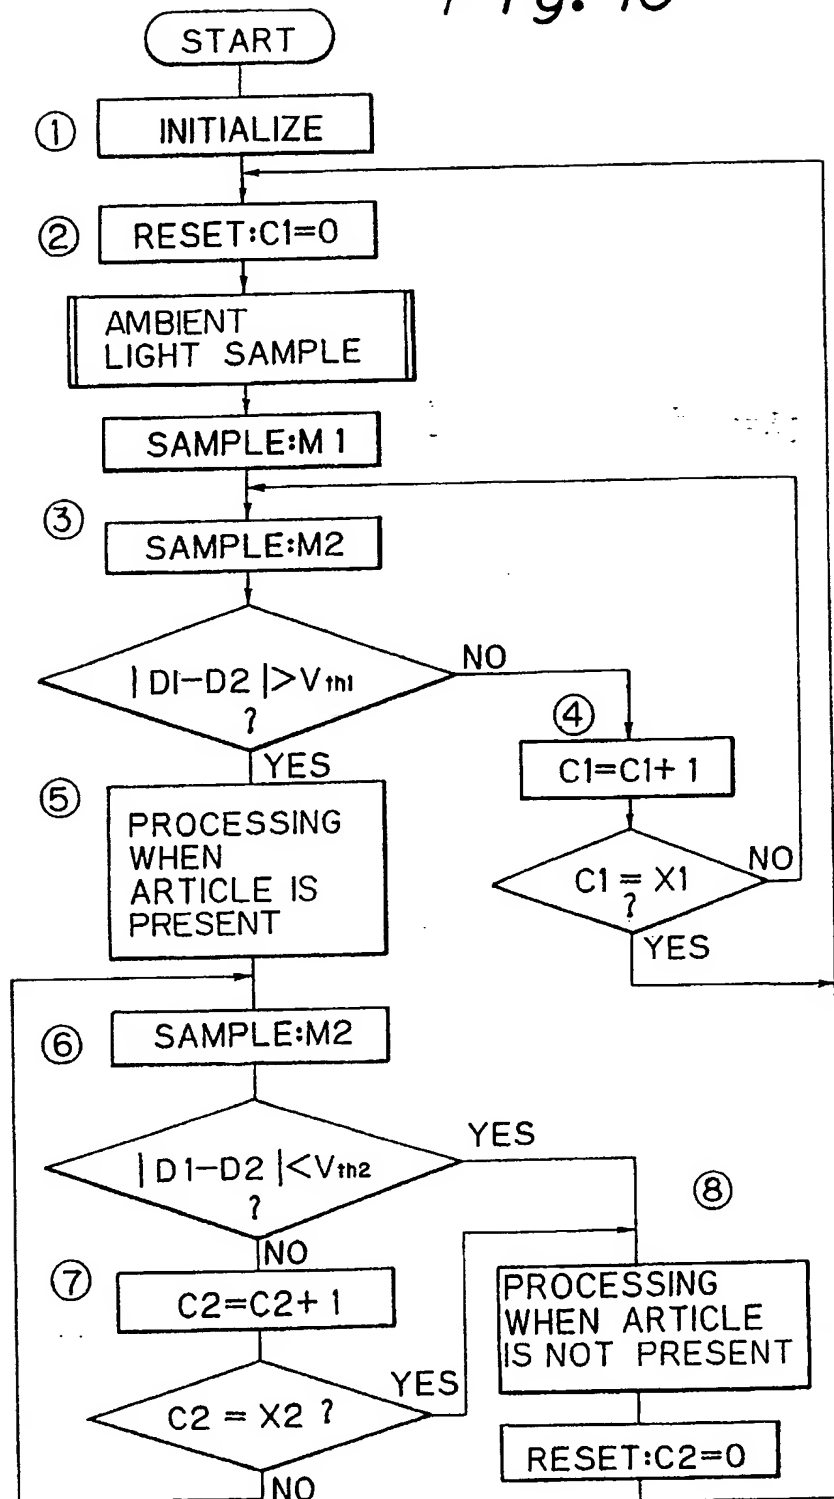 Fig. 10
START
① INITIALIZE
② RESET:C1=0
AMBIENT
LIGHT SAMPLE
SAMPLE:M1
③
SAMPLE:M2
|D1-D2|>Vth1
?
NO
YES
④
C1=C1+1
C1=X1
?
NO
YES
⑤
PROCESSING
WHEN
ARTICLE IS
PRESENT
⑥ SAMPLE:M2
|D1-D2|<Vth2
?
YES
NO
⑦
C2=C2+1
C2=X2 ?
YES
NO
⑧
PROCESSING
WHEN ARTICLE
IS NOT PRESENT
RESET:C2=0